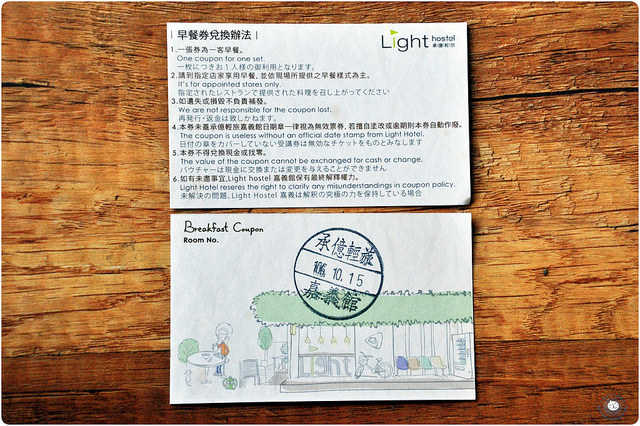 | 早餐券兌換辦法 |
Light hostel
承億輕旅
1.一張券為一客早餐。
One coupon for one set.
一枚につきお1人様の御利用となります。
2.請到指定店家享用早餐,並依現場所提供之早餐樣式為主。
It's for appointed stores only.
指定されたレストランで提供された料理を召し上がってください
3.如遺失或損毀不負責補發。
We are not responsible for the coupon lost.
再発行・返金は致しかねます。
4.本券未蓋承億輕旅嘉義館日期章一律視為無效票券,若擅自塗改或逾期則本券自動作廢。
The coupon is useless without an official date stamp from Light Hotel.
日付の章をカバーしていない受講券は無効なチケットをものとみなします
5.本券不得兌換現金或找零。
The value of the coupon cannot be exchanged for cash or change.
バウチャーは現金に交換または変更を与えることができません
6.如有未盡事宜,Light hostel 嘉義館保有最終解釋權力。
Light Hotel reseres the right to clarify any misunderstandings in coupon policy.
未解決の問題、Light Hostel 嘉義は解釈の究極の力を保持している場合
Breakfast Coupon
Room No.
承億輕旅
106.10.15
嘉義館
light